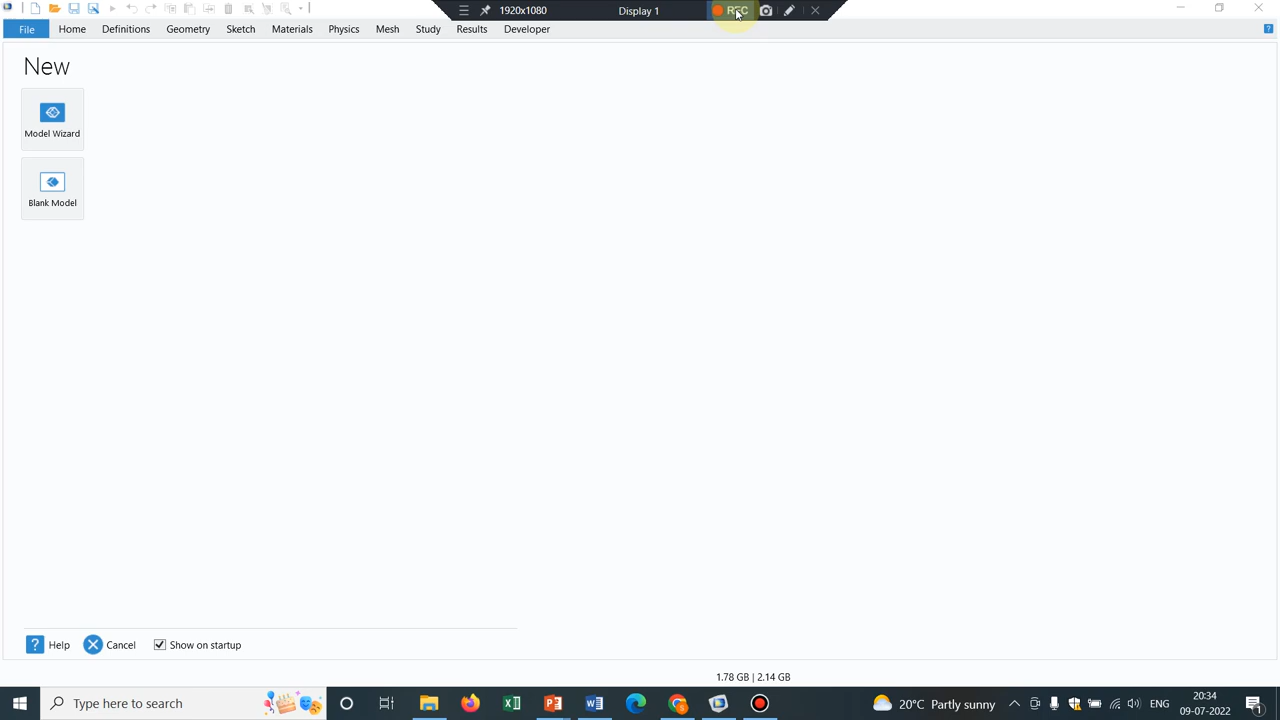 1920x1080 Display 1 REC
File Home Definitions Geometry Sketch Materials Physics Mesh Study Results Developer ?
New
Model Wizard
Blank Model
? Help Cancel Show on startup
1.78 GB | 2.14 GB
Type here to search 20°C Partly sunny ENG 20:34
09-07-2022